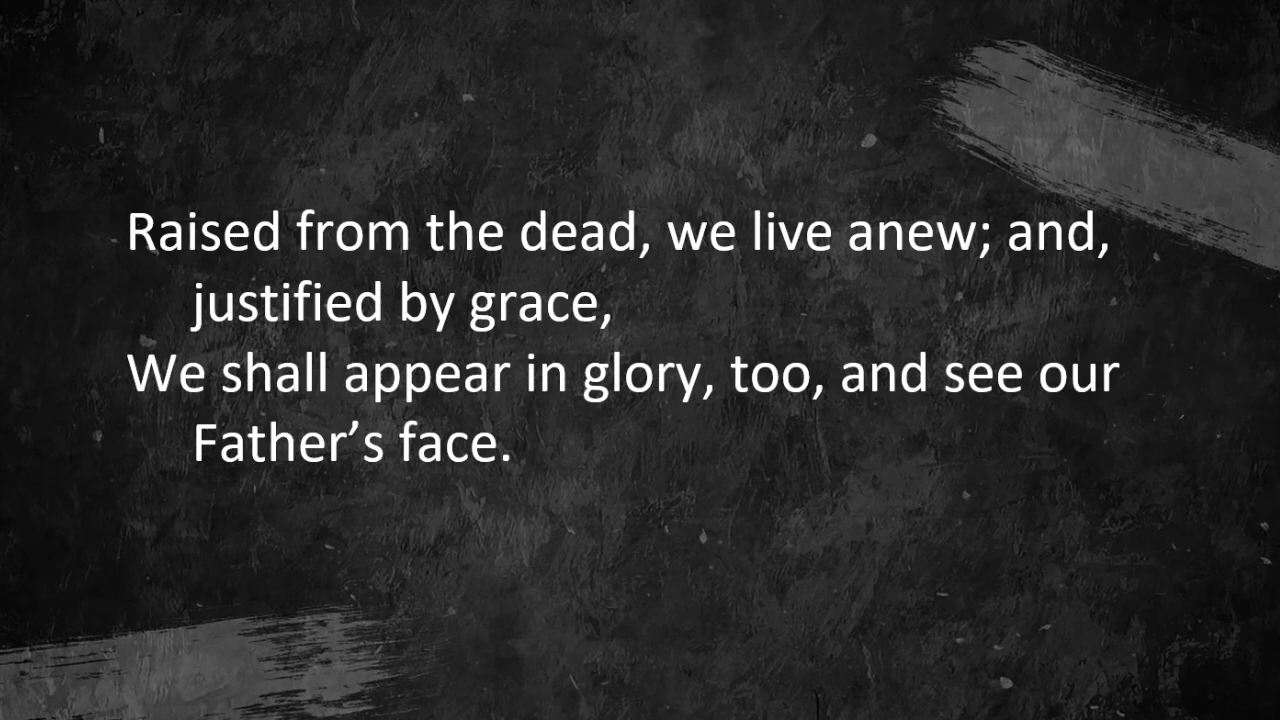 Raised from the dead, we live anew; and,
justified by grace,
We shall appear in glory, too, and see our
Father’s face.